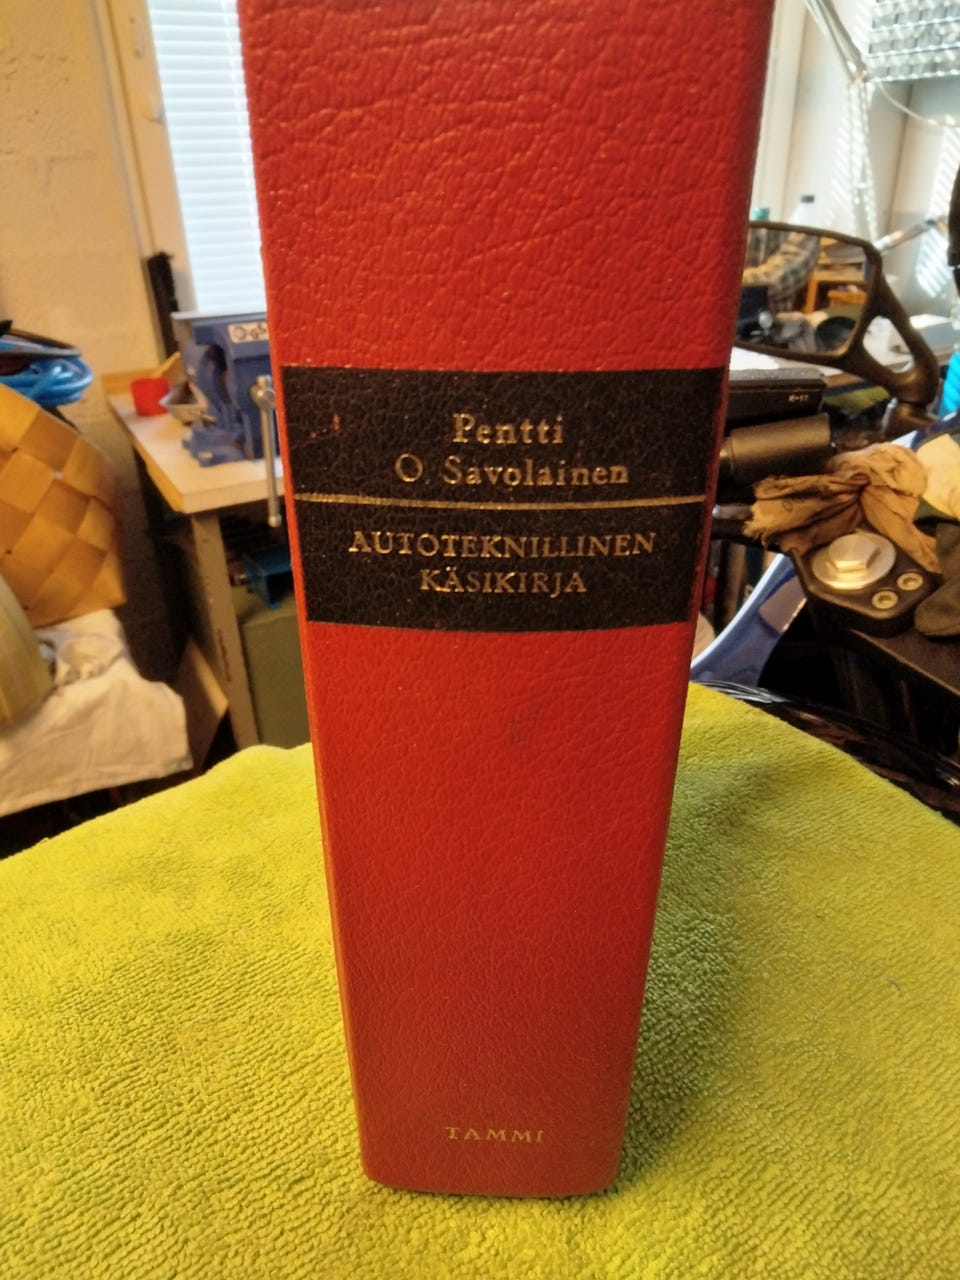 Pentti
O. Savolainen
AUTOTEKNILLINEN
KÄSIKIRJA
TAMMI